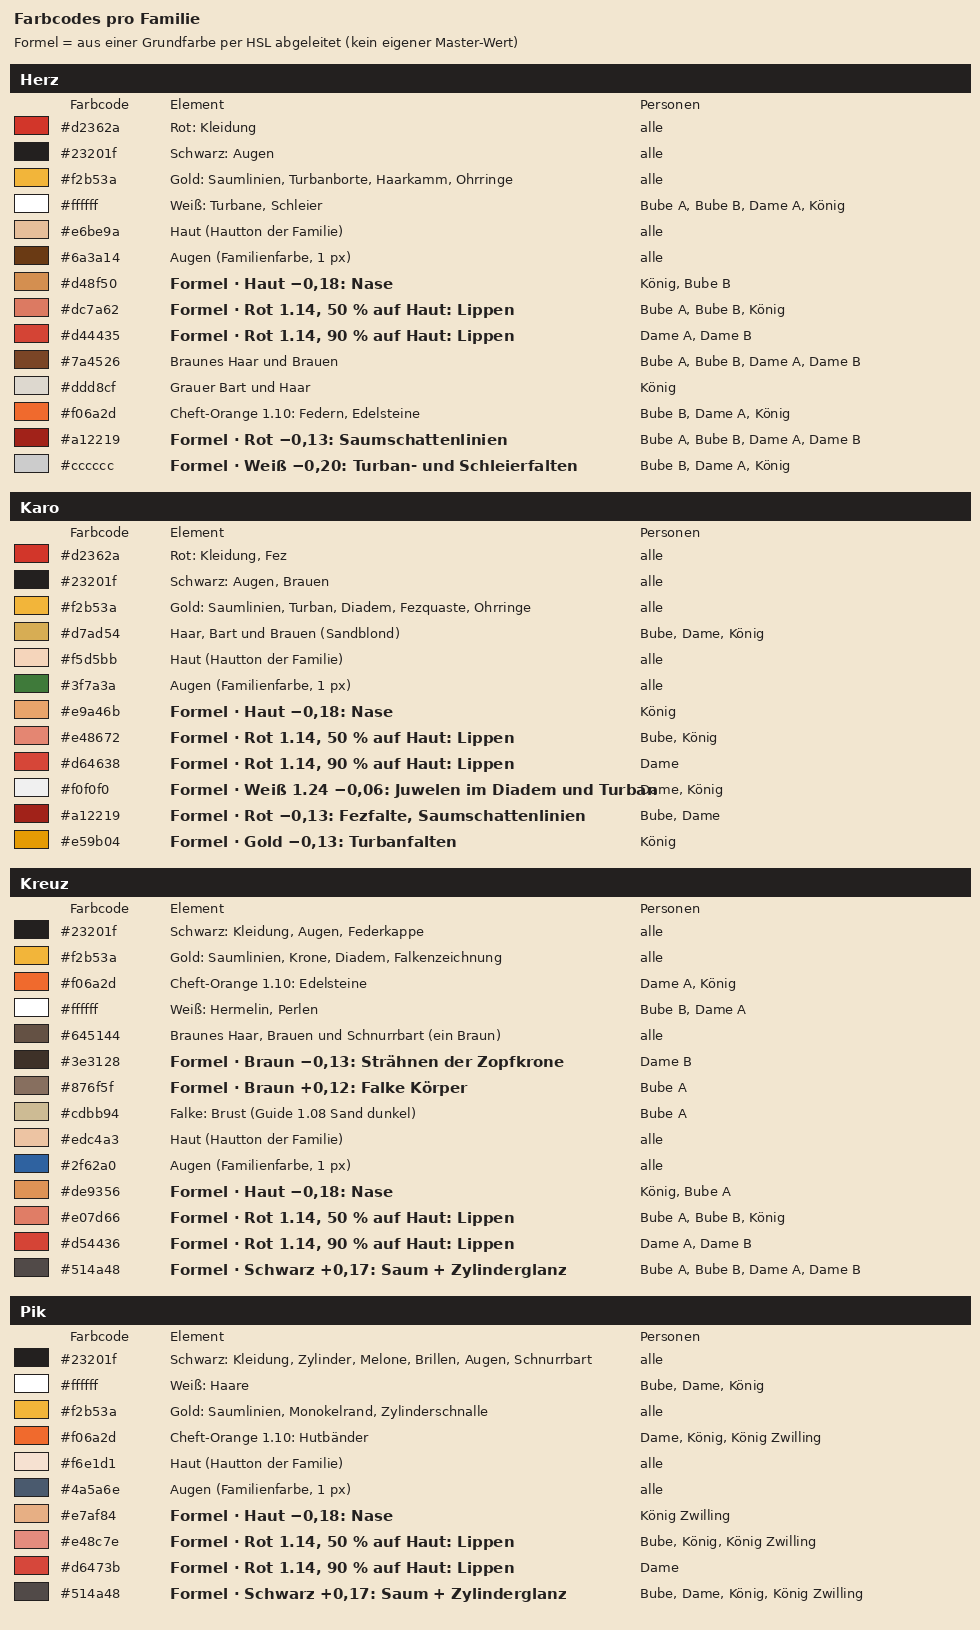 Farbcodes pro Familie
Formel = aus einer Grundfarbe per HSL abgeleitet (kein eigener Master-Wert)
Herz
Farbcode Element Personen
#d2362a Rot: Kleidung alle
#23201f Schwarz: Augen alle
#f2b53a Gold: Saumlinien, Turbanborte, Haarkamm, Ohrringe alle
#ffffff Weiß: Turbane, Schleier Bube A, Bube B, Dame A, König
#e6be9a Haut (Hautton der Familie) alle
#6a3a14 Augen (Familienfarbe, 1 px) alle
#d48f50 Formel · Haut −0,18: Nase König, Bube B
#dc7a62 Formel · Rot 1.14, 50 % auf Haut: Lippen Bube A, Bube B, König
#d44435 Formel · Rot 1.14, 90 % auf Haut: Lippen Dame A, Dame B
#7a4526 Braunes Haar und Brauen Bube A, Bube B, Dame A, Dame B
#ddd8cf Grauer Bart und Haar König
#f06a2d Cheft-Orange 1.10: Federn, Edelsteine Bube B, Dame A, König
#a12219 Formel · Rot −0,13: Saumschattenlinien Bube A, Bube B, Dame A, Dame B
#cccccc Formel · Weiß −0,20: Turban- und Schleierfalten Bube B, Dame A, König
Karo
Farbcode Element Personen
#d2362a Rot: Kleidung, Fez alle
#23201f Schwarz: Augen, Brauen alle
#f2b53a Gold: Saumlinien, Turban, Diadem, Fezquaste, Ohrringe alle
#d7ad54 Haar, Bart und Brauen (Sandblond) Bube, Dame, König
#f5d5bb Haut (Hautton der Familie) alle
#3f7a3a Augen (Familienfarbe, 1 px) alle
#e9a46b Formel · Haut −0,18: Nase König
#e48672 Formel · Rot 1.14, 50 % auf Haut: Lippen Bube, König
#d64638 Formel · Rot 1.14, 90 % auf Haut: Lippen Dame
#f0f0f0 Formel · Weiß 1.24 −0,06: Juwelen im Diadem und Turban Dame, König
#a12219 Formel · Rot −0,13: Fezfalte, Saumschattenlinien Bube, Dame
#e59b04 Formel · Gold −0,13: Turbanfalten König
Kreuz
Farbcode Element Personen
#23201f Schwarz: Kleidung, Augen, Federkappe alle
#f2b53a Gold: Saumlinien, Krone, Diadem, Falkenzeichnung alle
#f06a2d Cheft-Orange 1.10: Edelsteine Dame A, König
#ffffff Weiß: Hermelin, Perlen Bube B, Dame A
#645144 Braunes Haar, Brauen und Schnurrbart (ein Braun) alle
#3e3128 Formel · Braun −0,13: Strähnen der Zopfkrone Dame B
#876f5f Formel · Braun +0,12: Falke Körper Bube A
#cdbb94 Falke: Brust (Guide 1.08 Sand dunkel) Bube A
#edc4a3 Haut (Hautton der Familie) alle
#2f62a0 Augen (Familienfarbe, 1 px) alle
#de9356 Formel · Haut −0,18: Nase König, Bube A
#e07d66 Formel · Rot 1.14, 50 % auf Haut: Lippen Bube A, Bube B, König
#d54436 Formel · Rot 1.14, 90 % auf Haut: Lippen Dame A, Dame B
#514a48 Formel · Schwarz +0,17: Saum + Zylinderglanz Bube A, Bube B, Dame A, Dame B
Pik
Farbcode Element Personen
#23201f Schwarz: Kleidung, Zylinder, Melone, Brillen, Augen, Schnurrbart alle
#ffffff Weiß: Haare Bube, Dame, König
#f2b53a Gold: Saumlinien, Monokelrand, Zylinderschnalle alle
#f06a2d Cheft-Orange 1.10: Hutbänder Dame, König, König Zwilling
#f6e1d1 Haut (Hautton der Familie) alle
#4a5a6e Augen (Familienfarbe, 1 px) alle
#e7af84 Formel · Haut −0,18: Nase König Zwilling
#e48c7e Formel · Rot 1.14, 50 % auf Haut: Lippen Bube, König, König Zwilling
#d6473b Formel · Rot 1.14, 90 % auf Haut: Lippen Dame
#514a48 Formel · Schwarz +0,17: Saum + Zylinderglanz Bube, Dame, König, König Zwilling